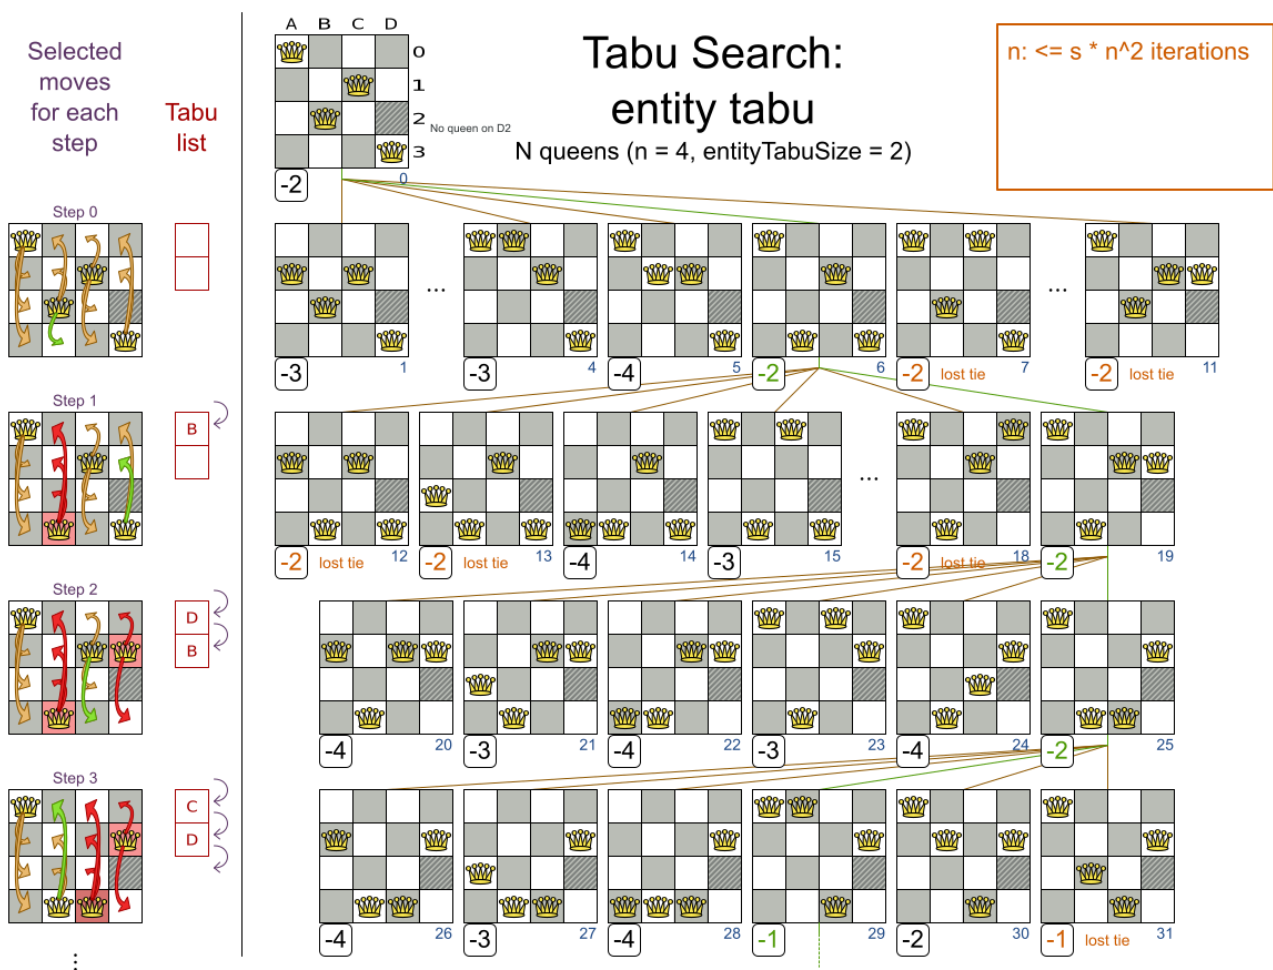 Selected
moves
for each
step
Tabu
list
A B C D
0
1
2
3
No queen on D2
-2
0
Tabu Search:
entity tabu
N queens (n = 4, entityTabuSize = 2)
n: <= s * n^2 iterations
Step 0
...
...
-3
1
-3
4
-4
5
-2
6
-2 lost tie
7
-2 lost tie
11
Step 1
B
...
-2 lost tie
12
-2 lost tie
13
-4
14
-3
15
-2 lost tie
18
-2
19
Step 2
D
B
-4
20
-3
21
-4
22
-3
23
-4
24
-2
25
Step 3
C
D
-4
26
-3
27
-4
28
-1
29
-2
30
-1 lost tie
31
...